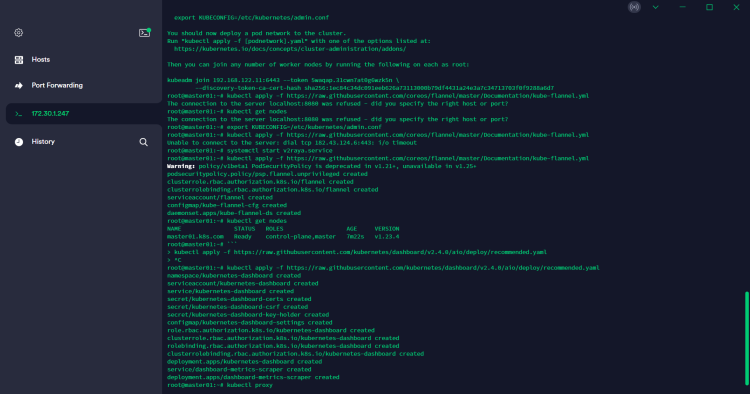 Hosts
Port Forwarding
172.30.1.247
History
export KUBECONFIG=/etc/kubernetes/admin.conf
You should now deploy a pod network to the cluster.
Run "kubectl apply -f [podnetwork].yaml" with one of the options listed at:
https://kubernetes.io/docs/concepts/cluster-administration/addons/
Then you can join any number of worker nodes by running the following on each as root:
kubeadm join 192.168.122.11:6443 --token \
--discovery-token-ca-cert-hash
root@master01:~# kubectl apply -f https://raw.githubusercontent.com/coreos/flannel/master/Documentation/kube-flannel.yml
The connection to the server localhost:8080 was refused - did you specify the right host or port?
root@master01:~# kubectl get nodes
The connection to the server localhost:8080 was refused - did you specify the right host or port?
root@master01:~# export KUBECONFIG=/etc/kubernetes/admin.conf
root@master01:~# kubectl apply -f https://raw.githubusercontent.com/coreos/flannel/master/Documentation/kube-flannel.yml
Unable to connect to the server: dial tcp 182.43.124.6:443: i/o timeout
root@master01:~# systemctl start v2raya.service
root@master01:~# kubectl apply -f https://raw.githubusercontent.com/coreos/flannel/master/Documentation/kube-flannel.yml
Warning: policy/v1beta1 PodSecurityPolicy is deprecated in v1.21+, unavailable in v1.25+
podsecuritypolicy.policy/psp.flannel.unprivileged created
clusterrole.rbac.authorization.k8s.io/flannel created
clusterrolebinding.rbac.authorization.k8s.io/flannel created
serviceaccount/flannel created
configmap/kube-flannel-cfg created
daemonset.apps/kube-flannel-ds created
root@master01:~# kubectl get nodes
NAME STATUS ROLES AGE VERSION
master01.k8s.com Ready control-plane,master 7m22s v1.23.4
root@master01:~# ```
> kubectl apply -f https://raw.githubusercontent.com/kubernetes/dashboard/v2.4.0/aio/deploy/recommended.yaml
> ^C
root@master01:~# kubectl apply -f https://raw.githubusercontent.com/kubernetes/dashboard/v2.4.0/aio/deploy/recommended.yaml
namespace/kubernetes-dashboard created
serviceaccount/kubernetes-dashboard created
service/kubernetes-dashboard created
secret/kubernetes-dashboard-certs created
secret/kubernetes-dashboard-csrf created
secret/kubernetes-dashboard-key-holder created
configmap/kubernetes-dashboard-settings created
role.rbac.authorization.k8s.io/kubernetes-dashboard created
clusterrole.rbac.authorization.k8s.io/kubernetes-dashboard created
rolebinding.rbac.authorization.k8s.io/kubernetes-dashboard created
clusterrolebinding.rbac.authorization.k8s.io/kubernetes-dashboard created
deployment.apps/kubernetes-dashboard created
service/dashboard-metrics-scraper created
deployment.apps/dashboard-metrics-scraper created
root@master01:~# kubectl proxy